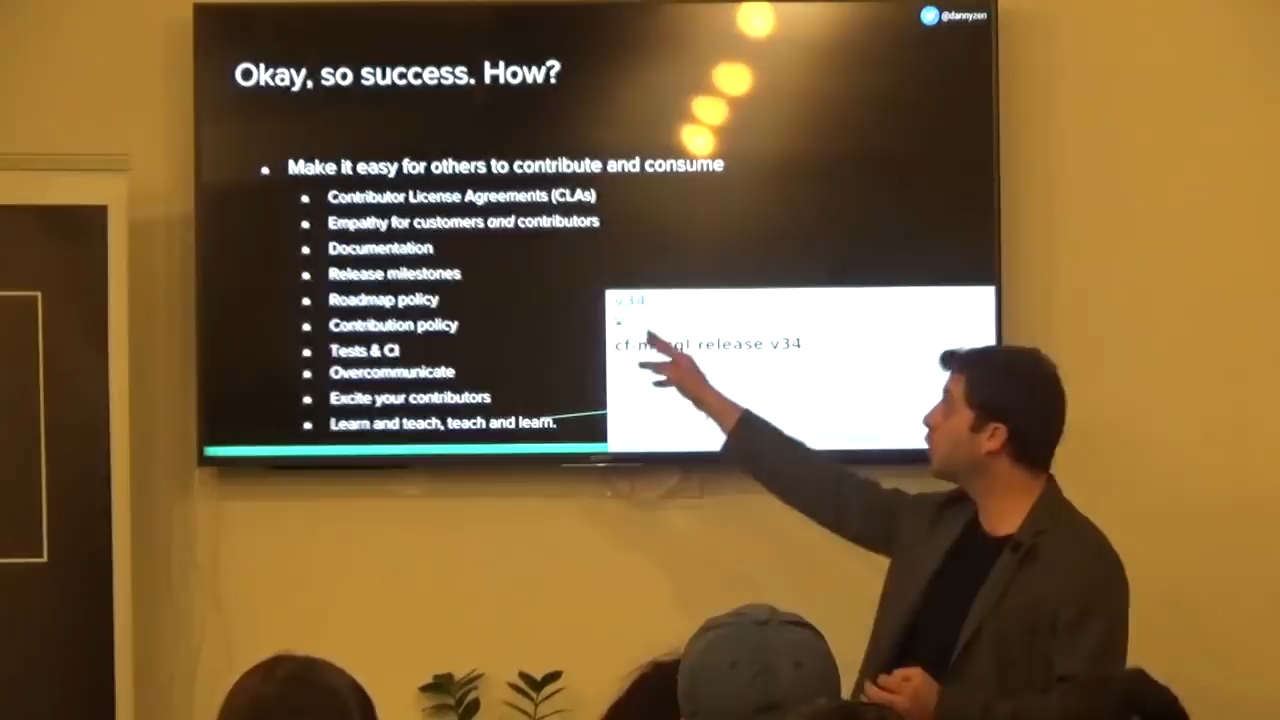 @dannyzen
Okay, so success. How?
• Make it easy for others to contribute and consume
• Contributor License Agreements (CLAs)
• Empathy for customers and contributors
• Documentation
• Release milestones
• Roadmap policy
• Contribution policy
• Tests & CI
• Overcommunicate
• Excite your contributors
• Learn and teach, teach and learn.
v34
release v34